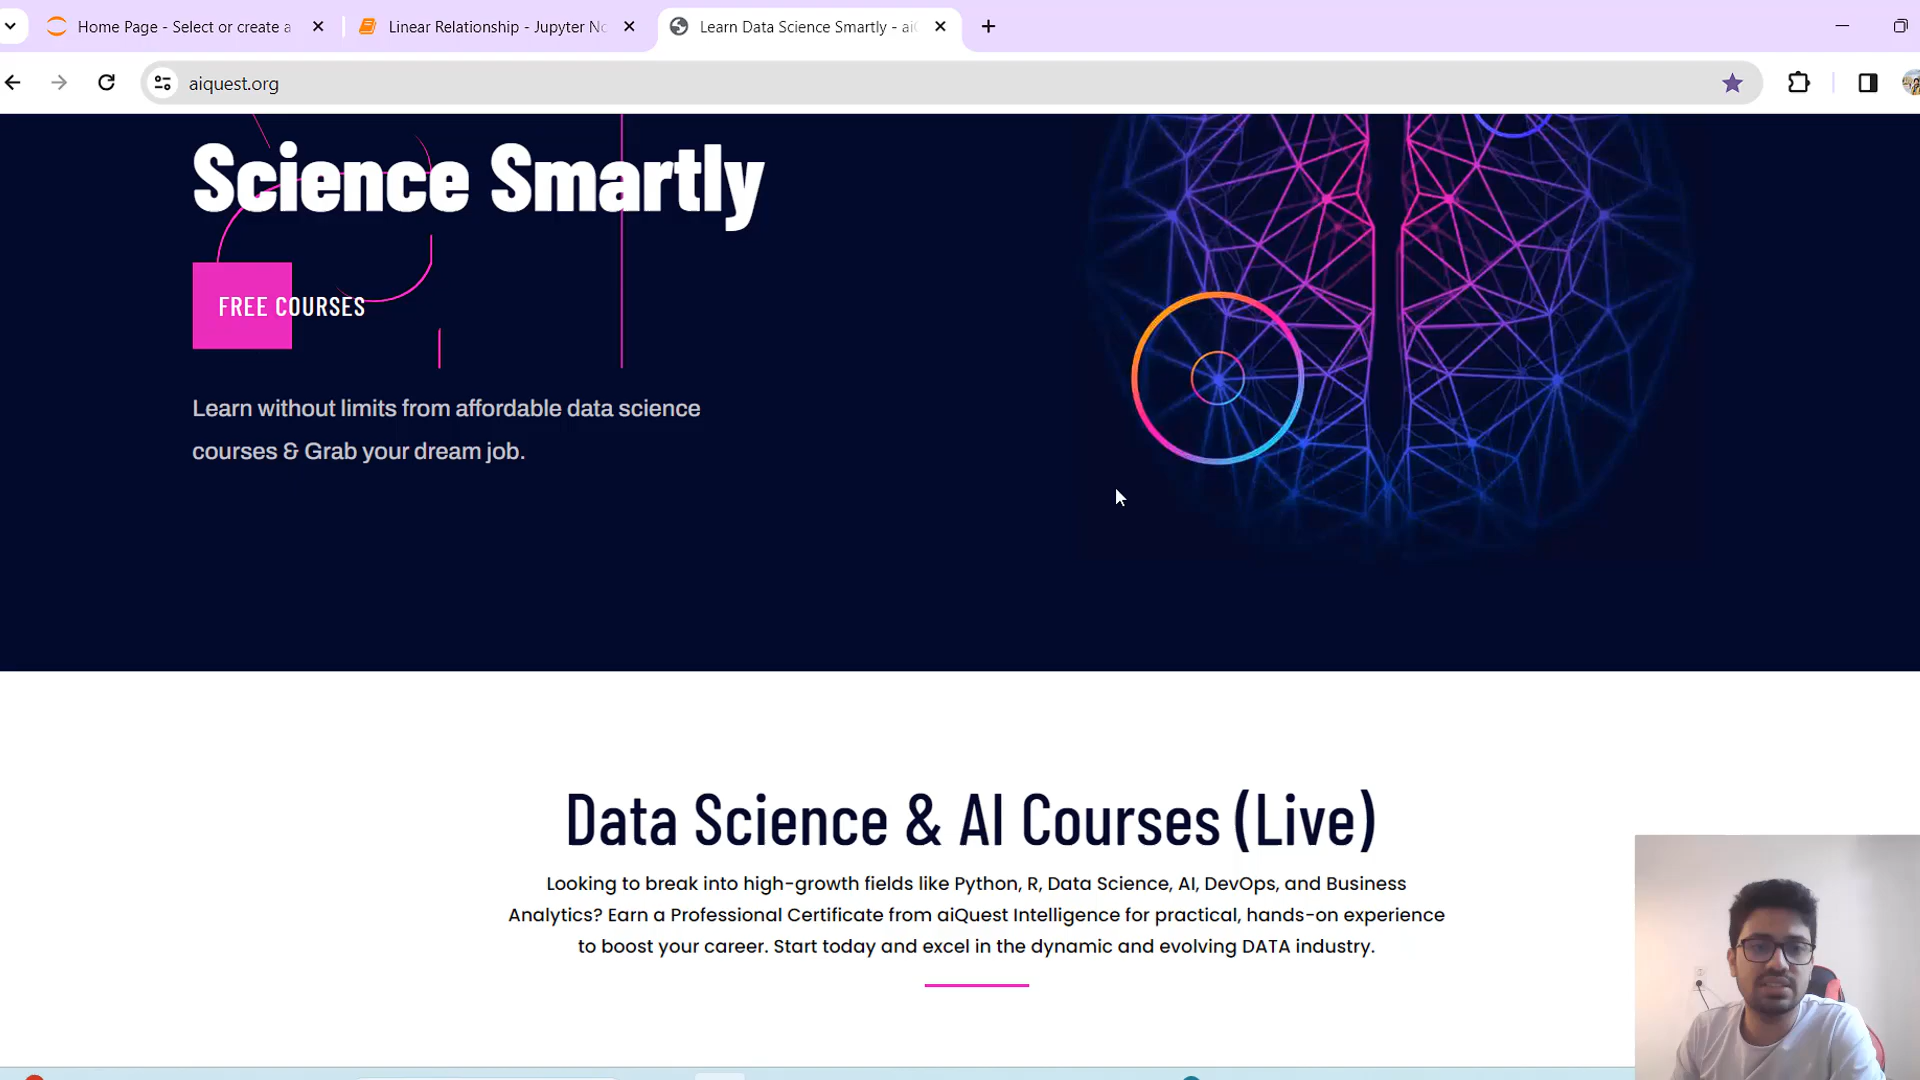 Home Page - Select or create a
Linear Relationship - Jupyter No
Learn Data Science Smartly - ai
aiquest.org
Science Smartly
FREE COURSES
Learn without limits from affordable data science
courses & Grab your dream job.
Data Science & AI Courses (Live)
Looking to break into high-growth fields like Python, R, Data Science, AI, DevOps, and Business
Analytics? Earn a Professional Certificate from aiQuest Intelligence for practical, hands-on experience
to boost your career. Start today and excel in the dynamic and evolving DATA industry.